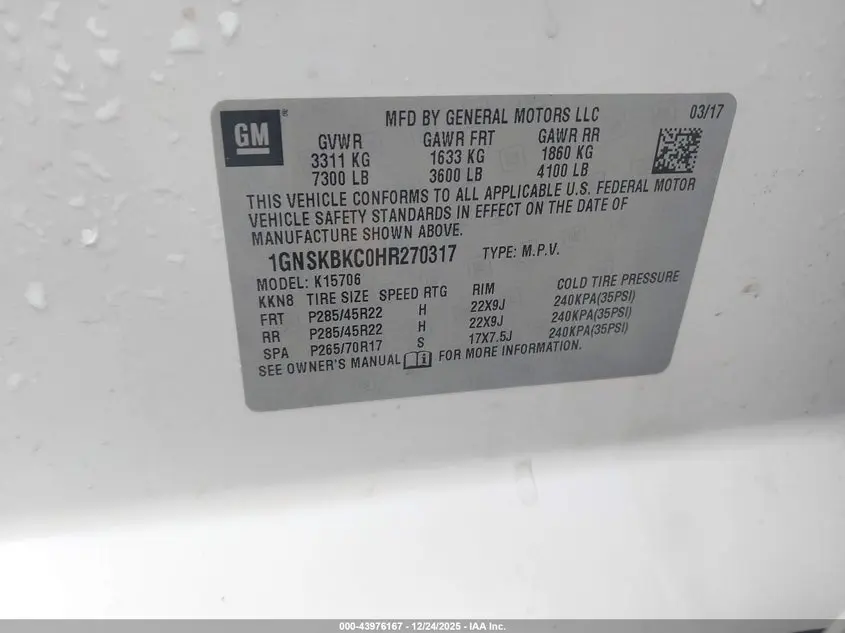 GM ®
MFD BY GENERAL MOTORS LLC 03/17
GVWR GAWR FRT GAWR RR
3311 KG 1633 KG 1860 KG
7300 LB 3600 LB 4100 LB
THIS VEHICLE CONFORMS TO ALL APPLICABLE U.S. FEDERAL MOTOR
VEHICLE SAFETY STANDARDS IN EFFECT ON THE DATE OF
MANUFACTURE SHOWN ABOVE.
1GNSKBKC0HR270317 TYPE: M.P.V.
MODEL: K15706
KKN8 TIRE SIZE SPEED RTG RIM COLD TIRE PRESSURE
FRT P285/45R22 H 22X9J 240KPA(35PSI)
RR P285/45R22 H 22X9J 240KPA(35PSI)
SPA P265/70R17 S 17X7.5J 240KPA(35PSI)
SEE OWNER'S MANUAL i FOR MORE INFORMATION.
000-43976167 - 12/24/2025 - IAA Inc.